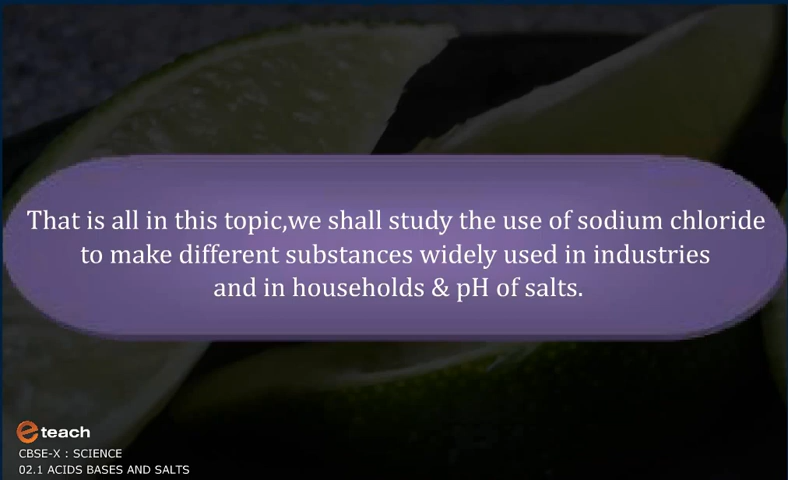 That is all in this topic,we shall study the use of sodium chloride
to make different substances widely used in industries
and in households & pH of salts.
e teach
CBSE-X : SCIENCE
02.1 ACIDS BASES AND SALTS